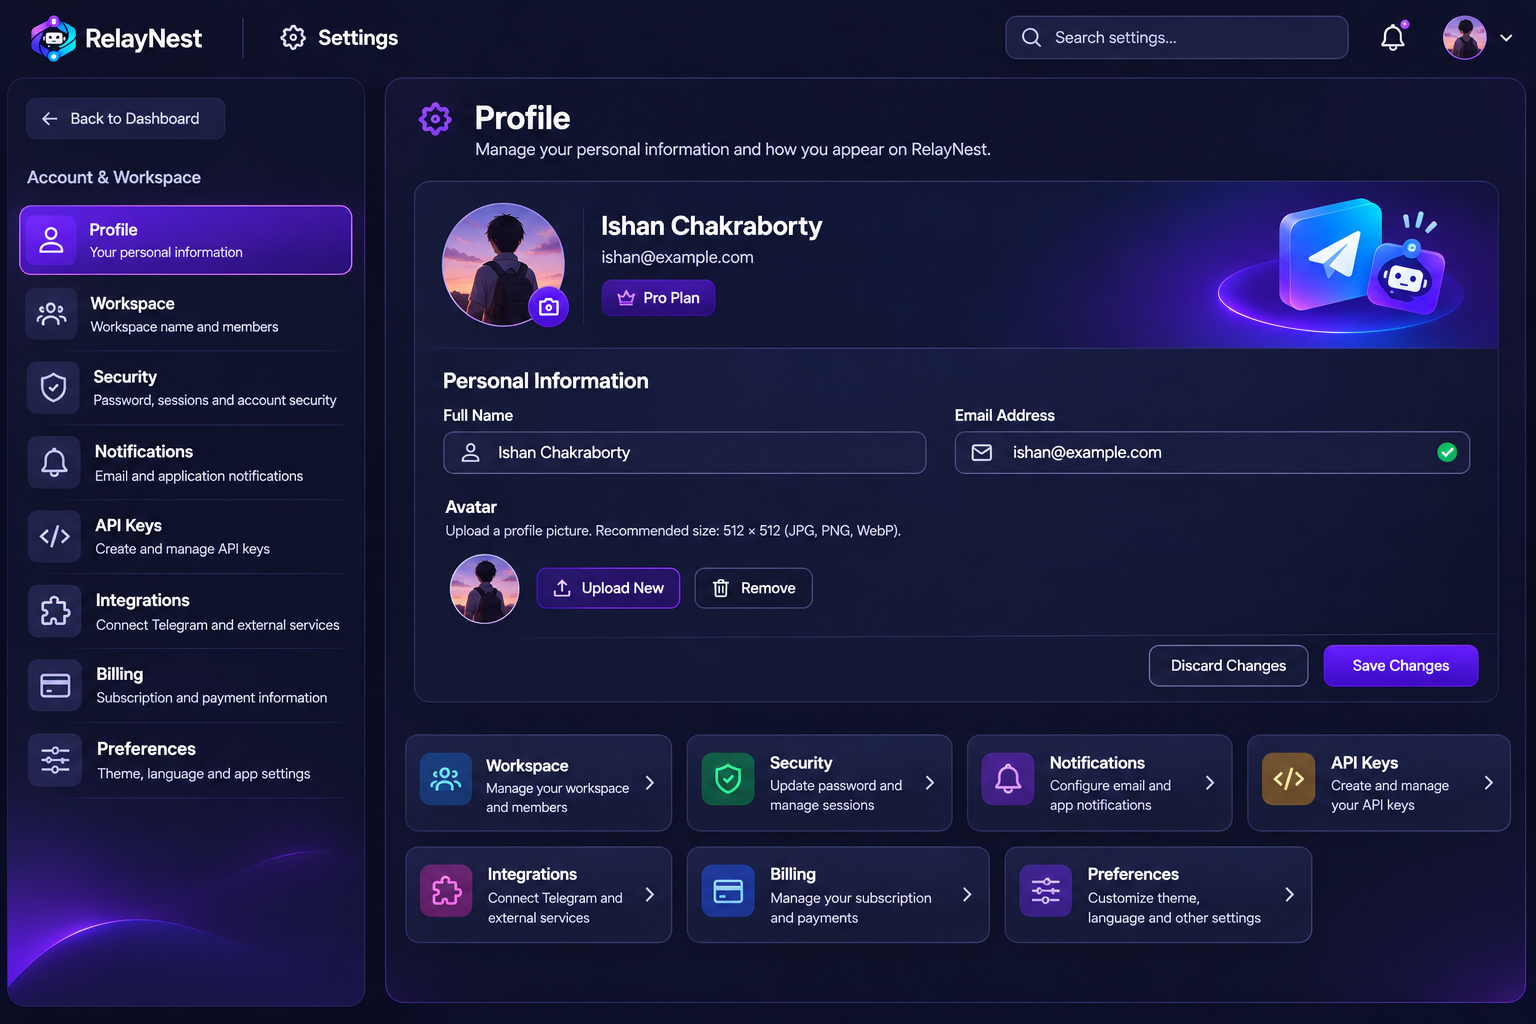 RelayNest
Settings
Search settings...
Back to Dashboard
Account & Workspace
Profile
Your personal information
Workspace
Workspace name and members
Security
Password, sessions and account security
Notifications
Email and application notifications
API Keys
Create and manage API keys
Integrations
Connect Telegram and external services
Billing
Subscription and payment information
Preferences
Theme, language and app settings
Profile
Manage your personal information and how you appear on RelayNest.
Ishan Chakraborty
ishan@example.com
Pro Plan
Personal Information
Full Name
Ishan Chakraborty
Email Address
ishan@example.com
Avatar
Upload a profile picture. Recommended size: 512 × 512 (JPG, PNG, WebP).
Upload New
Remove
Discard Changes
Save Changes
Workspace
Manage your workspace
and members
Security
Update password and
manage sessions
Notifications
Configure email and
app notifications
API Keys
Create and manage
your API keys
Integrations
Connect Telegram and
external services
Billing
Manage your subscription
and payments
Preferences
Customize theme,
language and other settings